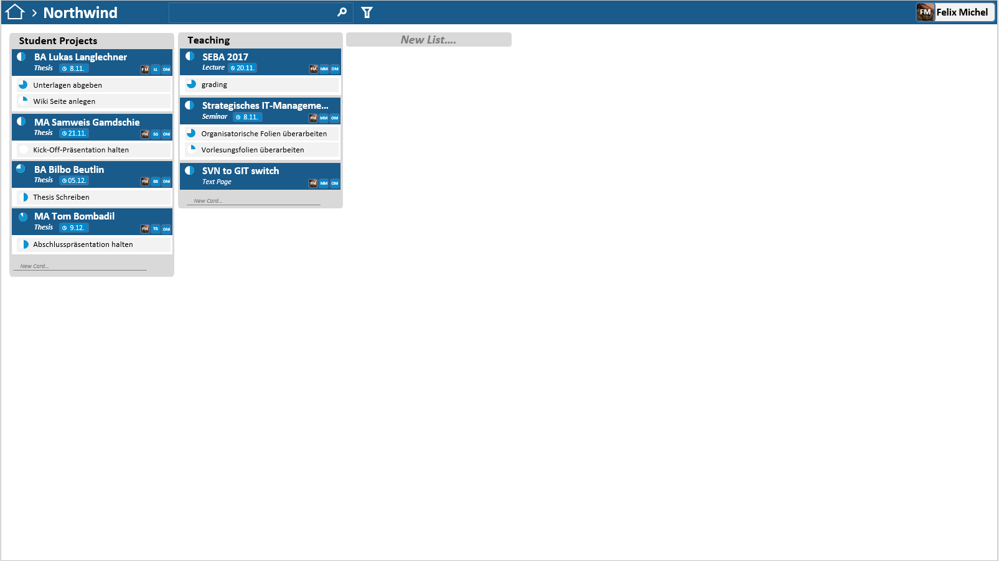 Northwind
FM Felix Michel
Student Projects
BA Lukas Langlechner
Thesis 8.11. FM LL OM
Unterlagen abgeben
Wiki Seite anlegen
MA Samweis Gamdschie
Thesis 21.11. FM SG OM
Kick-Off-Präsentation halten
BA Bilbo Beutlin
Thesis 05.12. FM BB OM
Thesis Schreiben
MA Tom Bombadil
Thesis 9.12. FM TB OM
Abschlusspräsentation halten
New Card...
Teaching
SEBA 2017
Lecture 20.11. FM MM OM
grading
Strategisches IT-Manageme...
Seminar 8.11. FM MM OM
Organisatorische Folien überarbeiten
Vorlesungsfolien überarbeiten
SVN to GIT switch
Text Page FM MM OM
New Card...
New List....